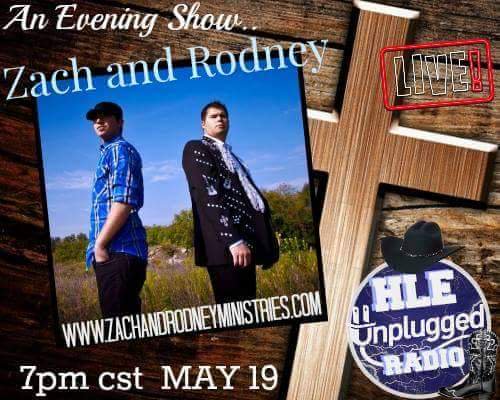 An Evening Show..
Zach and Rodney
LIVE!
WWW.ZACHANDRODNEYMINISTRIES.COM
HLE
Unplugged
RADIO
7pm cst MAY 19